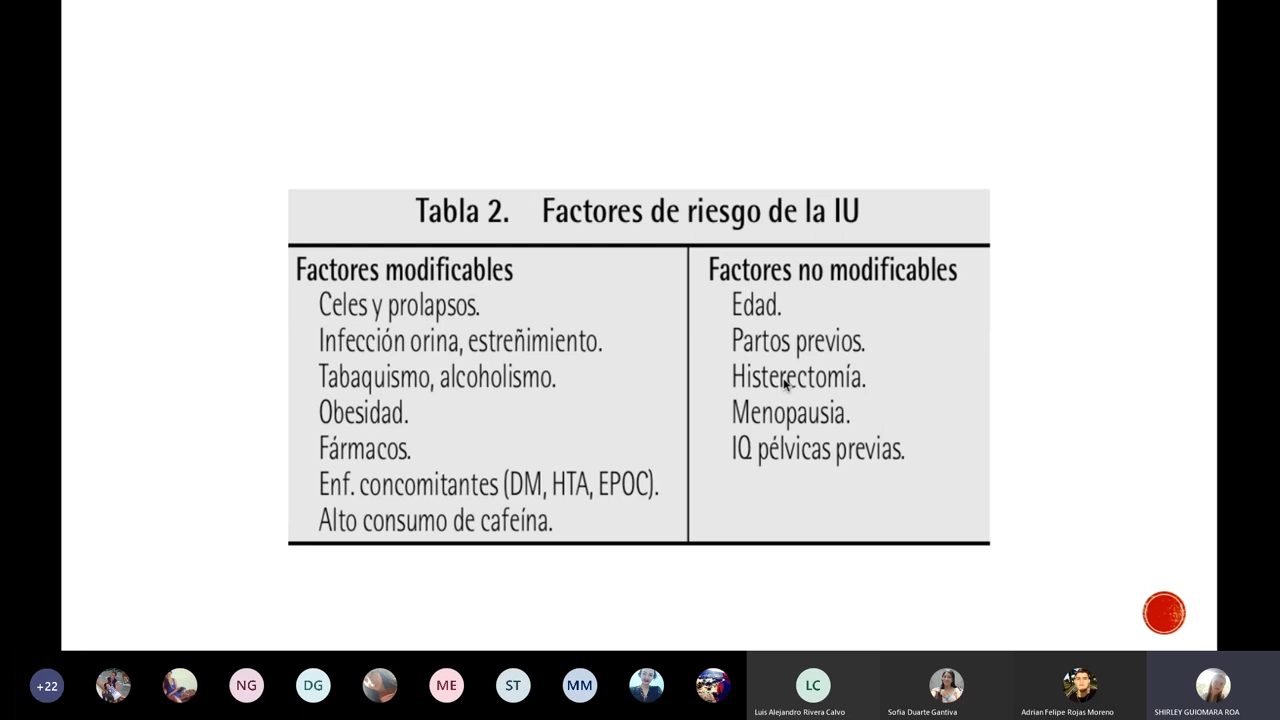 Tabla 2. Factores de riesgo de la IU
Factores modificables
Celes y prolapsos.
Infección orina, estreñimiento.
Tabaquismo, alcoholismo.
Obesidad.
Fármacos.
Enf. concomitantes (DM, HTA, EPOC).
Alto consumo de cafeína.
Factores no modificables
Edad.
Partos previos.
Histerectomía.
Menopausia.
IQ pélvicas previas.
+22
NG
DG
ME
ST
MM
LC
Luis Alejandro Rivera Calvo
Sofia Duarte Gantiva
Adrian Felipe Rojas Moreno
SHIRLEY GUIOMARA ROA